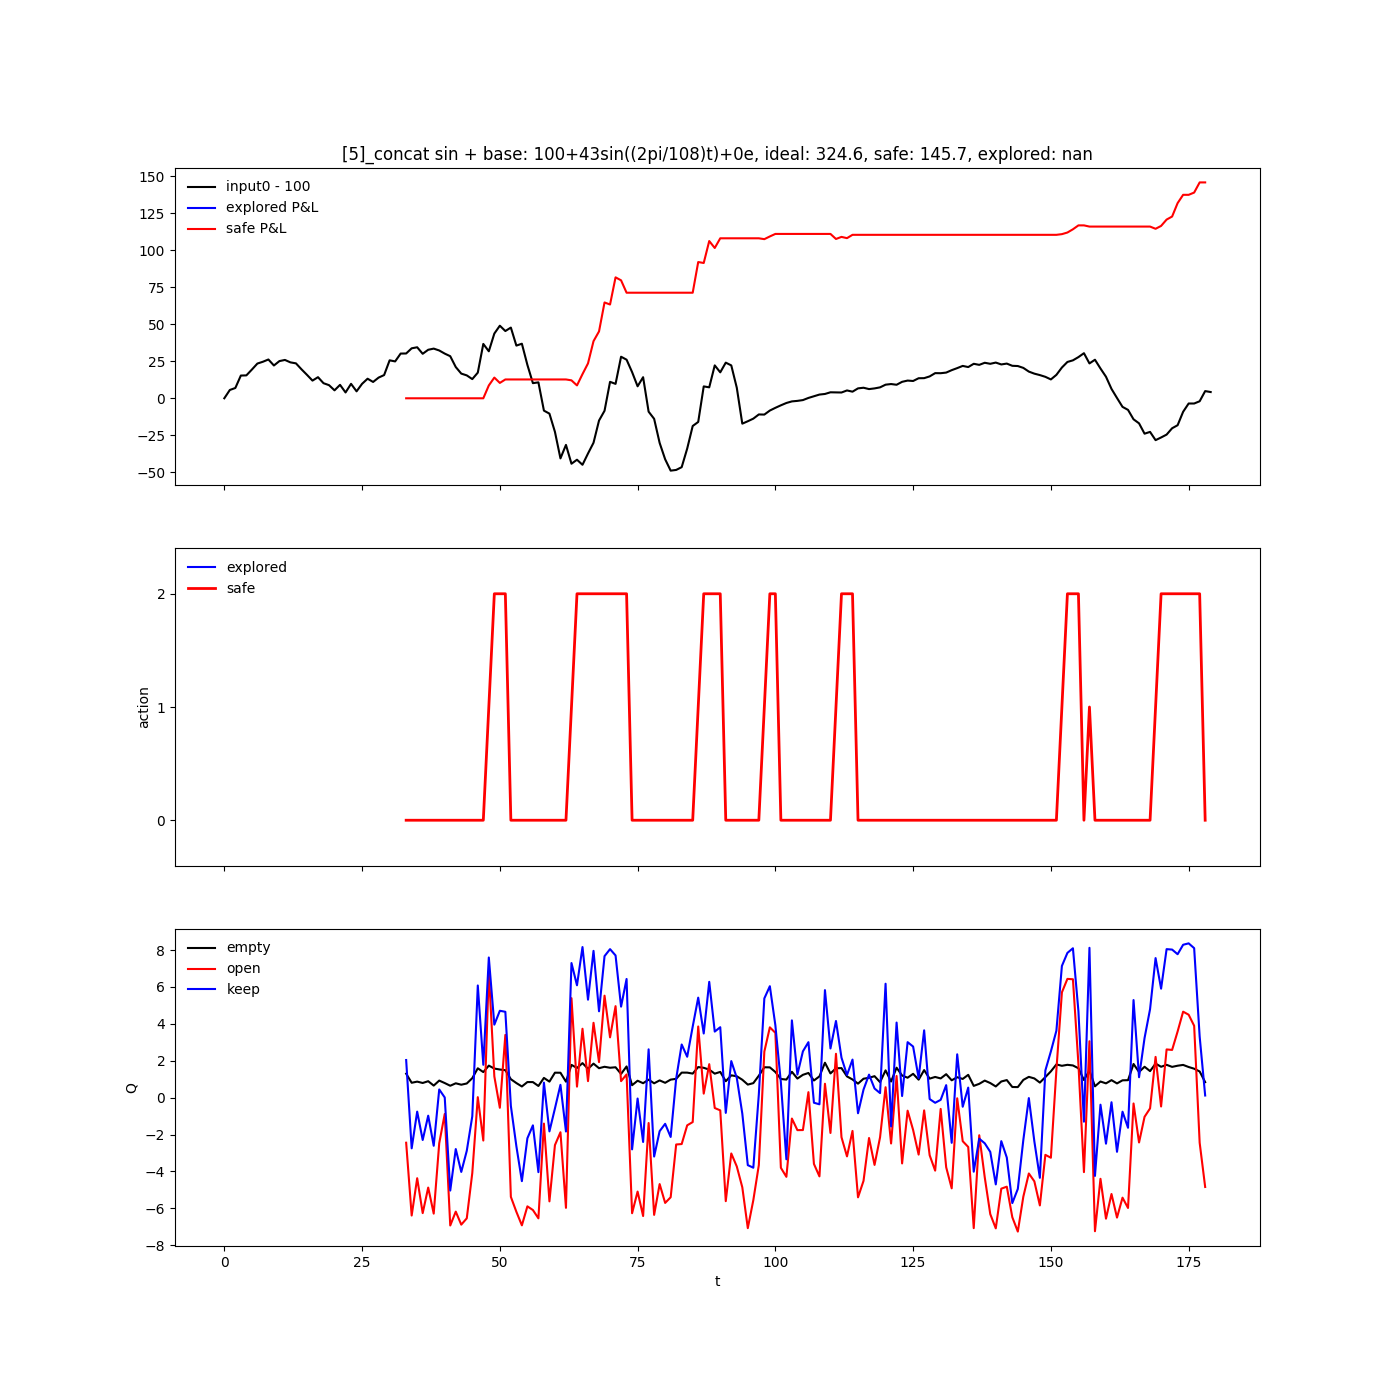 [5]_concat sin + base: 100+43sin((2pi/108)t)+0e, ideal: 324.6, safe: 145.7, explored: nan
150
125
100
75
50
25
0
−25
−50
input0 - 100
explored P&L
safe P&L
action
2
1
0
explored
safe
Q
8
6
4
2
0
−2
−4
−6
−8
empty
open
keep
0 25 50 75 100 125 150 175
t